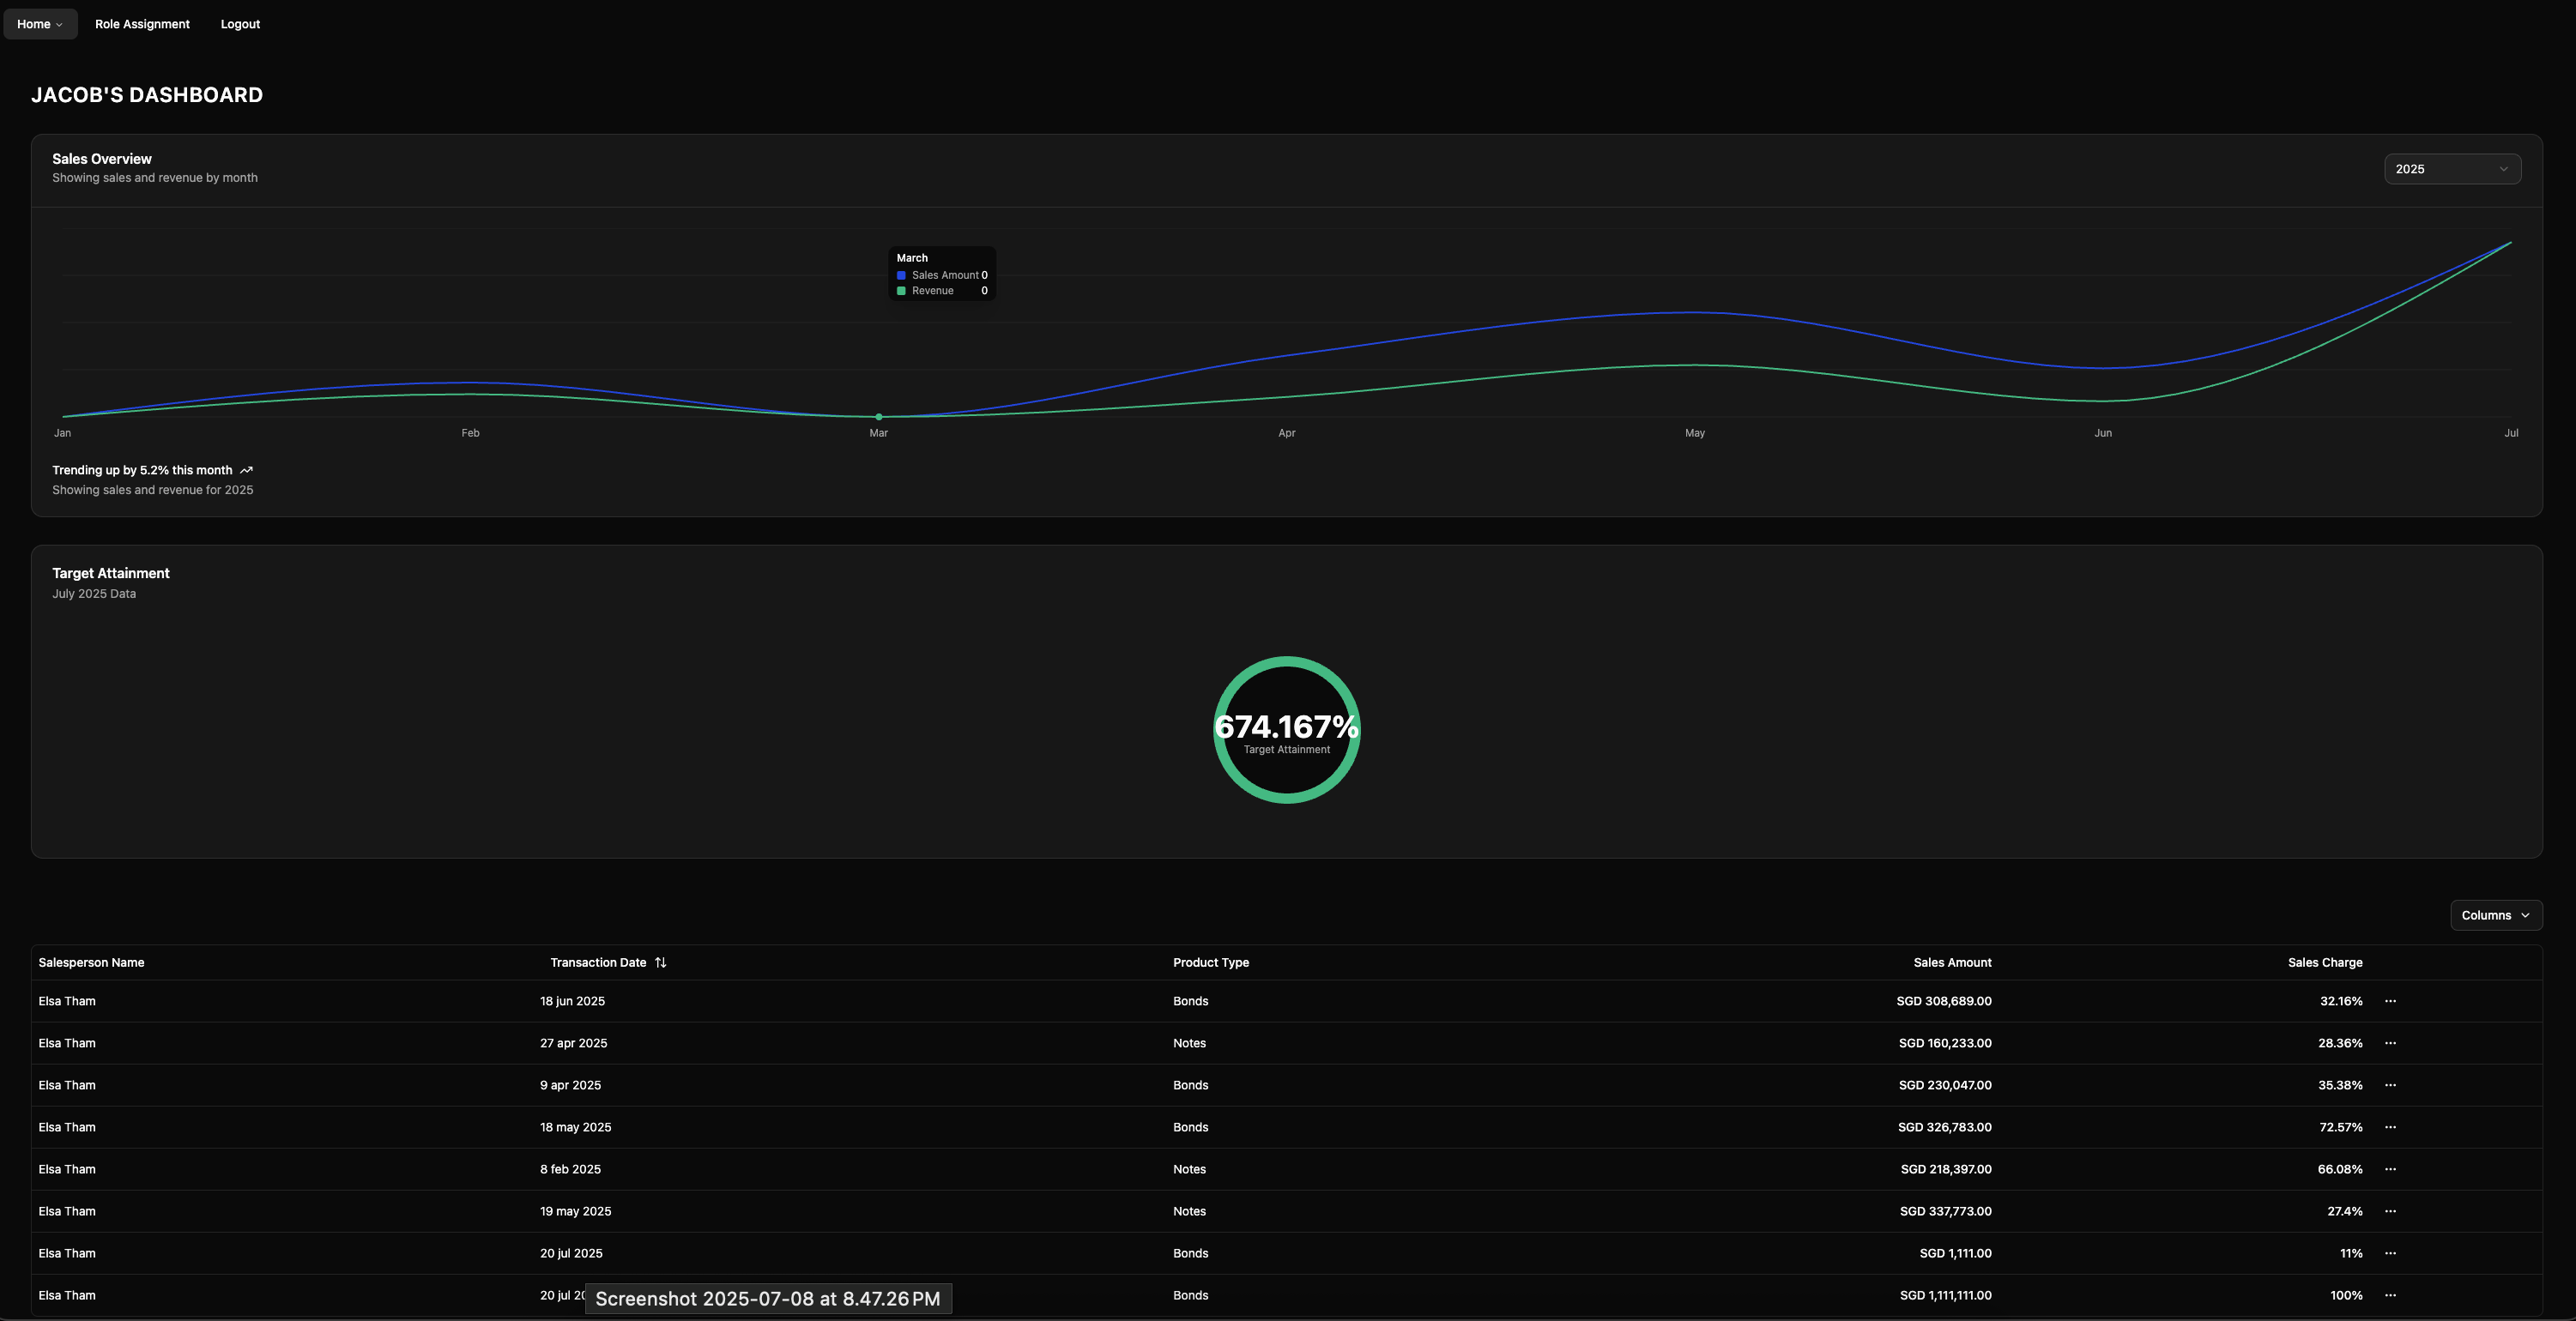 Home Role Assignment Logout
JACOB'S DASHBOARD
Sales Overview
Showing sales and revenue by month
2025
March
Sales Amount 0
Revenue 0
Jan Feb Mar Apr May Jun Jul
Trending up by 5.2% this month
Showing sales and revenue for 2025
Target Attainment
July 2025 Data
674.167%
Target Attainment
Columns
Salesperson Name Transaction Date Product Type Sales Amount Sales Charge
Elsa Tham 18 jun 2025 Bonds SGD 308,689.00 32.16% ···
Elsa Tham 27 apr 2025 Notes SGD 160,233.00 28.36% ···
Elsa Tham 9 apr 2025 Bonds SGD 230,047.00 35.38% ···
Elsa Tham 18 may 2025 Bonds SGD 326,783.00 72.57% ···
Elsa Tham 8 feb 2025 Notes SGD 218,397.00 66.08% ···
Elsa Tham 19 may 2025 Notes SGD 337,773.00 27.4% ···
Elsa Tham 20 jul 2025 Bonds SGD 1,111.00 11% ···
Elsa Tham 20 jul Bonds SGD 1,111,111.00 100% ···
Screenshot 2025-07-08 at 8.47.26 PM